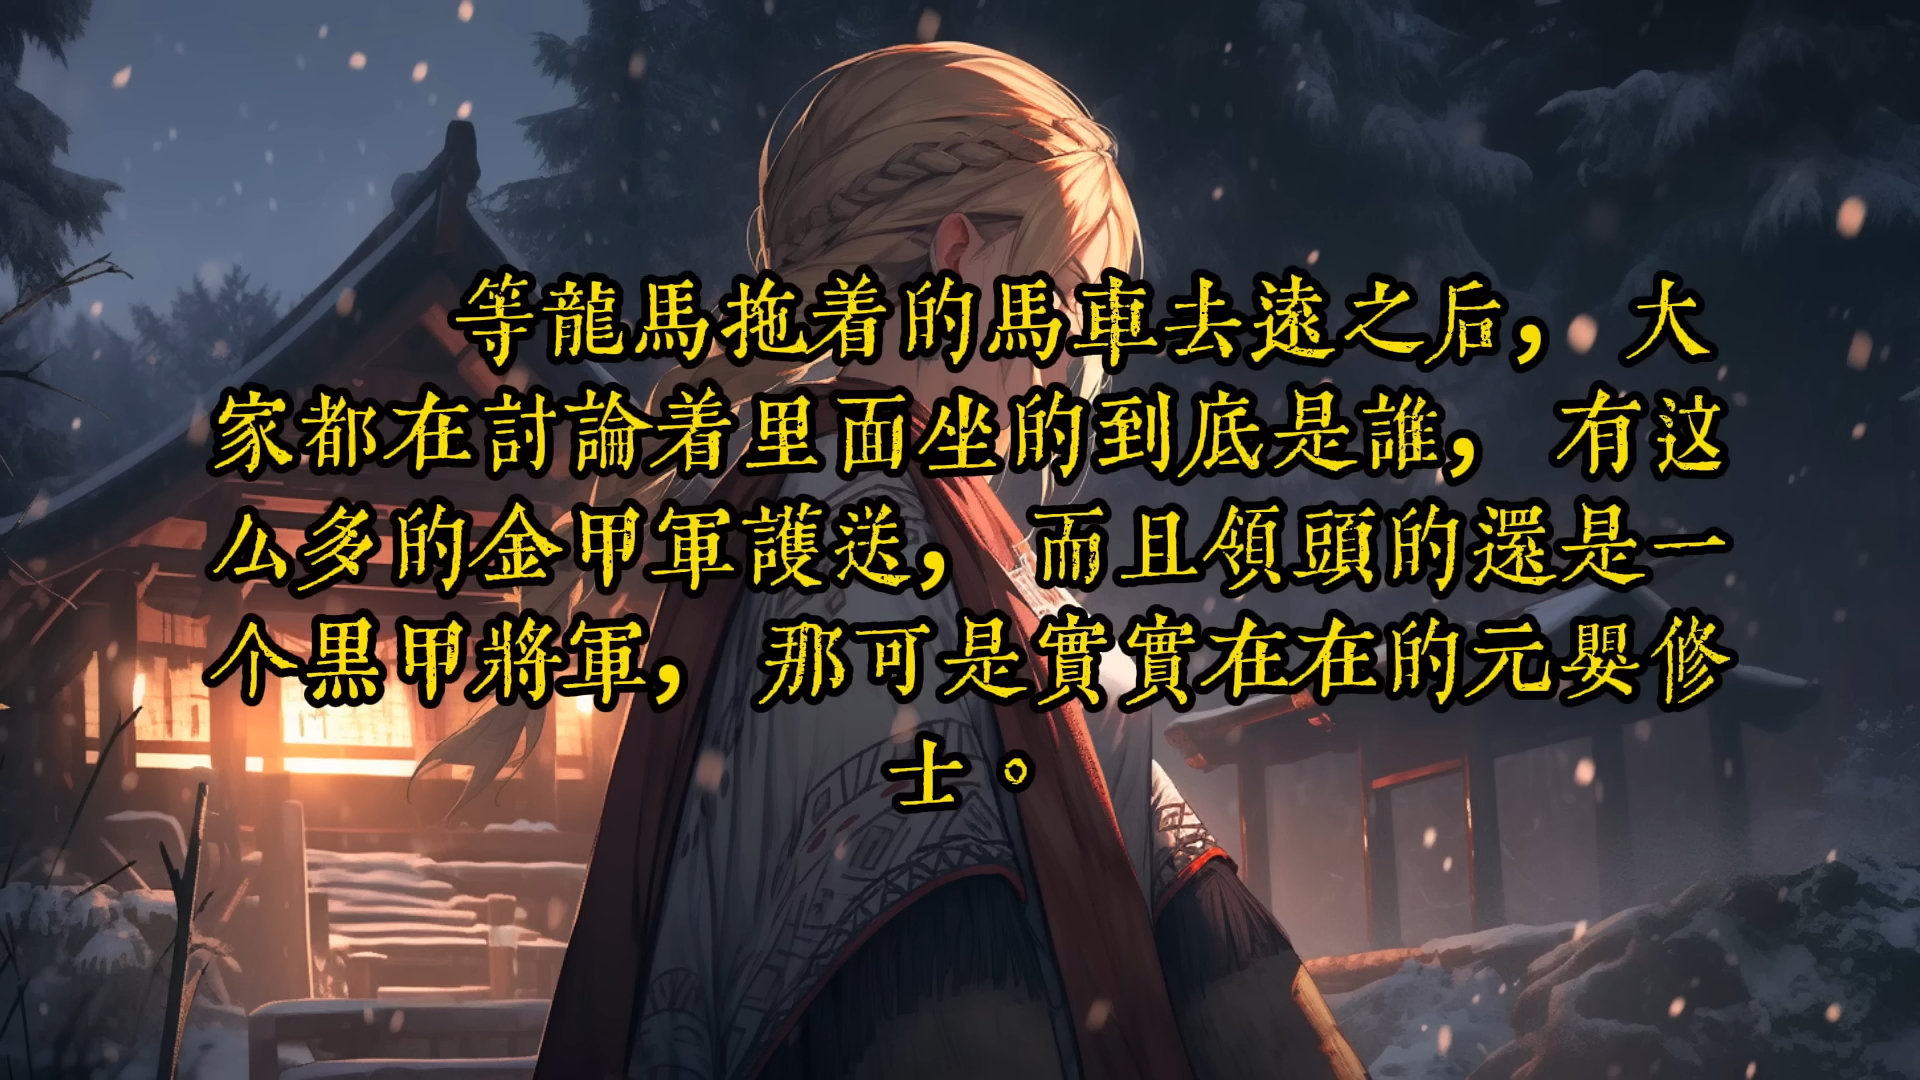 等龍馬拖着的馬車去遠之后，大
家都在討論着里面坐的到底是誰，有这
么多的金甲軍護送，而且領頭的還是一
个黑甲將軍，那可是實實在在的元嬰修
士。